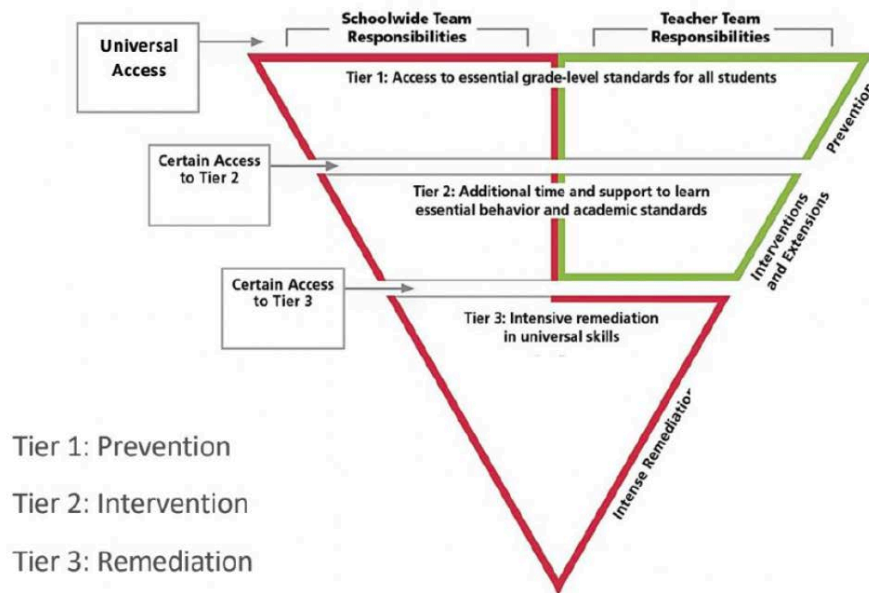 Schoolwide Team
Responsibilities
Teacher Team
Responsibilities
Universal
Access
Tier 1: Access to essential grade-level standards for all students
Prevention
Certain Access
to Tier 2
Tier 2: Additional time and support to learn
essential behavior and academic standards
Interventions
and Extensions
Certain Access
to Tier 3
Tier 3: Intensive remediation
in universal skills
Intense Remediation
Tier 1: Prevention
Tier 2: Intervention
Tier 3: Remediation